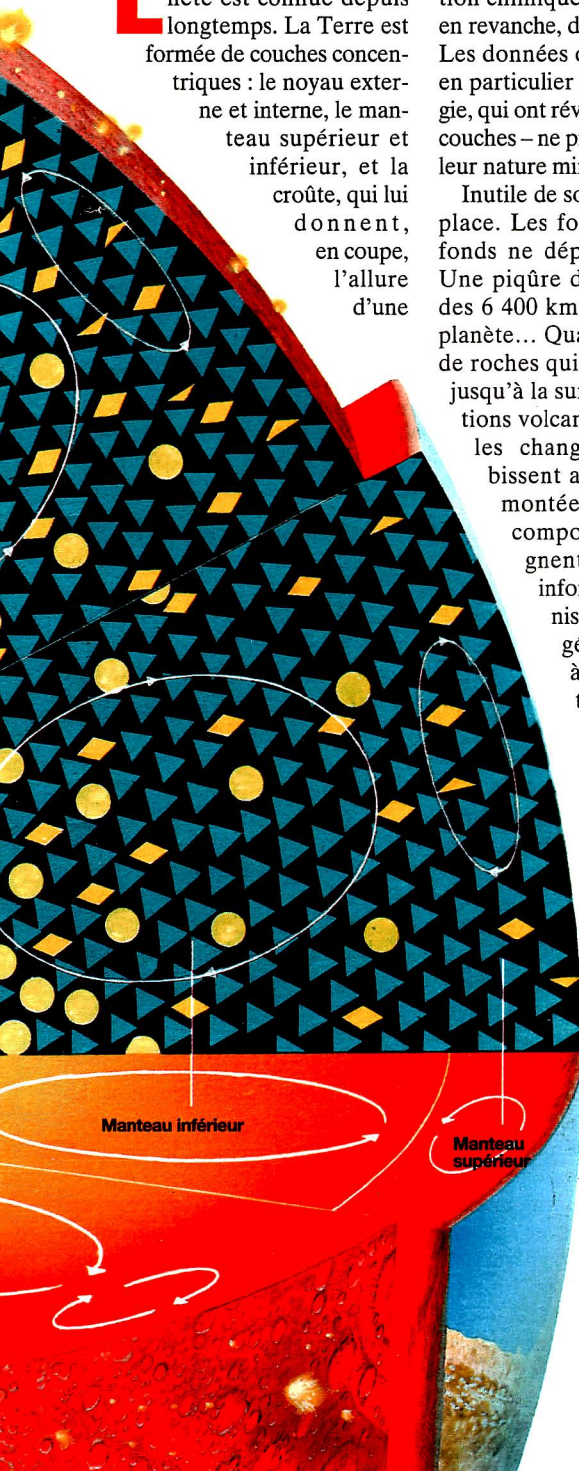 nète est connue depuis
longtemps. La Terre est
formée de couches concen-
triques : le noyau exter-
ne et interne, le man-
teau supérieur et
inférieur, et la
croûte, qui lui
donnent,
en coupe,
l'allure
d'une
en revanche, d
Les données
en particulier
gie, qui ont rév
couches – ne p
leur nature mi
Inutile de so
place. Les fo
fonds ne dép
Une piqûre d
des 6 400 km
planète... Qua
de roches qui
jusqu'à la su
tions volcan
les chang
bissent a
montée
compo
gnent
info
nis
gé
à
Manteau inférieur
Manteau
supérieur